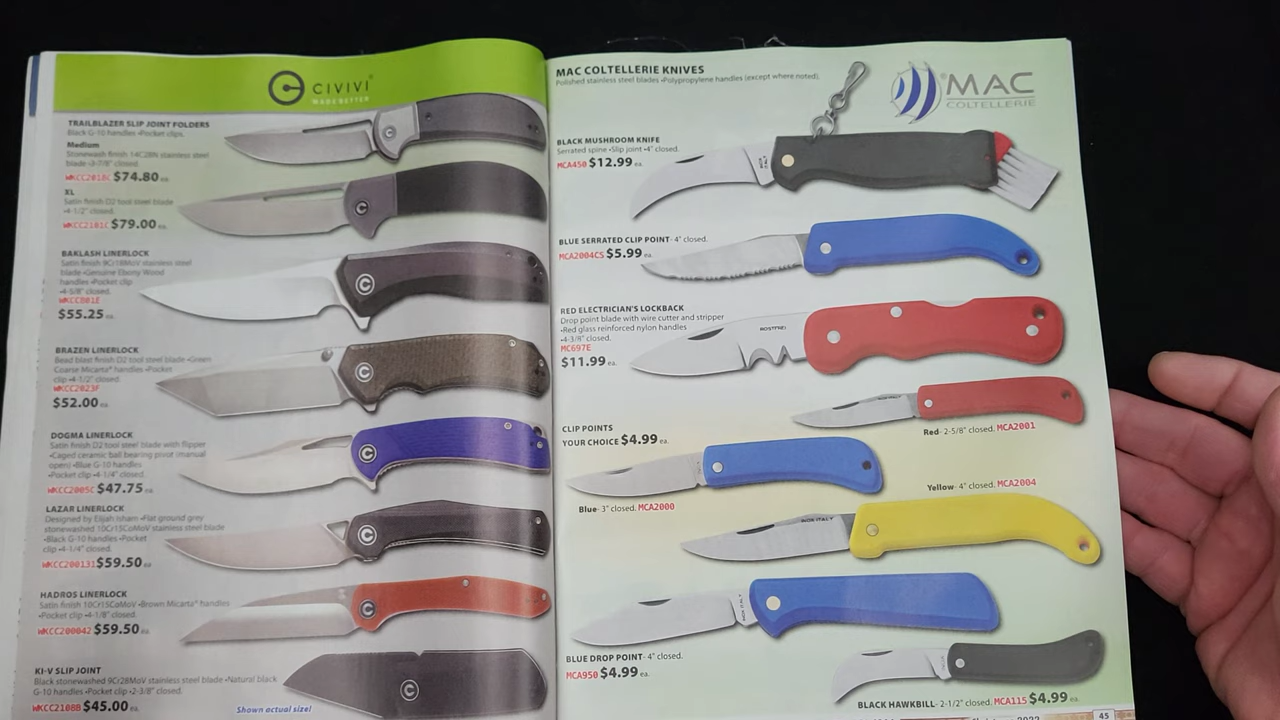 CIVIVI
MADE BETTER
TRAILBLAZER SLIP JOINT FOLDERS
Black G-10 handles •Pocket clips.
Medium
Stonewash finish 14C28N stainless steel
blade •3-7/8" closed.
WKCC2018C $74.80 ea.
XL
Satin finish D2 tool steel blade
•4-1/2" closed.
WKCC2101C $79.00 ea.
BAKLASH LINERLOCK
Satin finish 9Cr18MoV stainless steel
blade •Genuine Ebony Wood
handles •Pocket clip
•4-5/8" closed.
WKCC801E
$55.25 ea.
BRAZEN LINERLOCK
Bead blast finish D2 tool steel blade •Green
Coarse Micarta® handles •Pocket
clip •4-1/2" closed.
WKCC2023F
$52.00 ea.
DOGMA LINERLOCK
Satin finish D2 tool steel blade with flipper
•Caged ceramic ball bearing pivot (manual
open) •Blue G-10 handles
•Pocket clip •4-1/4" closed.
WKCC2005C $47.75 ea.
LAZAR LINERLOCK
Designed by Elijah Isham •Flat ground grey
stonewashed 10Cr15CoMoV stainless steel blade
•Black G-10 handles •Pocket
clip •4-1/4" closed.
WKCC200131 $59.50 ea.
HADROS LINERLOCK
Satin finish 10Cr15CoMoV •Brown Micarta® handles
•Pocket clip •4-1/8" closed.
WKCC200042 $59.50 ea.
KI-V SLIP JOINT
Black stonewashed 9Cr28MoV stainless steel blade •Natural black
G-10 handles •Pocket clip •2-3/8" closed.
WKCC2108B $45.00 ea.
Shown actual size!
MAC COLTELLERIE KNIVES
Polished stainless steel blades •Polypropylene handles (except where noted).
MAC
COLTELLERIE
BLACK MUSHROOM KNIFE
Serrated spine •Slip joint •4" closed.
MCA450 $12.99 ea.
BLUE SERRATED CLIP POINT- 4" closed.
MCA2004CS $5.99 ea.
RED ELECTRICIAN'S LOCKBACK
Drop point blade with wire cutter and stripper
•Red glass reinforced nylon handles
•4-3/8" closed.
MC697E
$11.99 ea.
ROSTFREI
CLIP POINTS
YOUR CHOICE $4.99 ea.
Red- 2-5/8" closed. MCA2001
Blue- 3" closed. MCA2000
Yellow- 4" closed. MCA2004
BLUE DROP POINT- 4" closed.
MCA950 $4.99 ea.
BLACK HAWKBILL- 2-1/2" closed. MCA115 $4.99 ea.
45